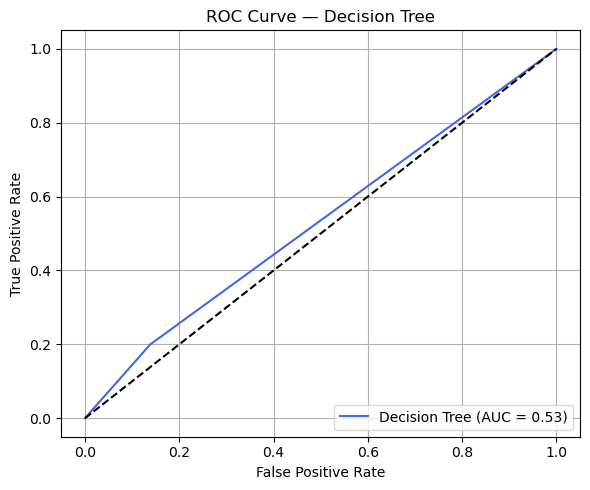 ROC Curve — Decision Tree
1.0
0.8
0.6
0.4
0.2
0.0
True Positive Rate
Decision Tree (AUC = 0.53)
0.0 0.2 0.4 0.6 0.8 1.0
False Positive Rate